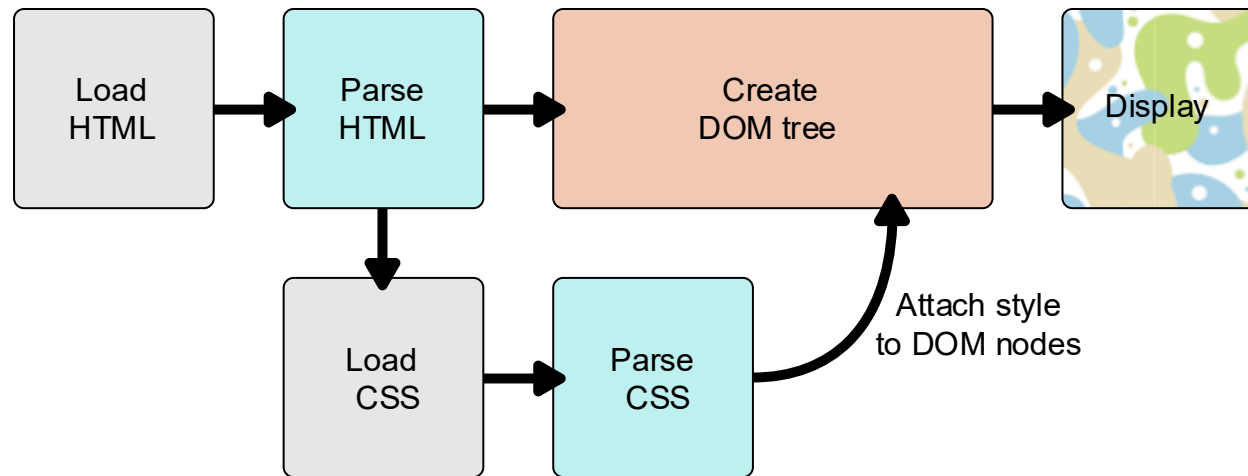 Load
HTML
Parse
HTML
Create
DOM tree
Display
Load
CSS
Parse
CSS
Attach style
to DOM nodes